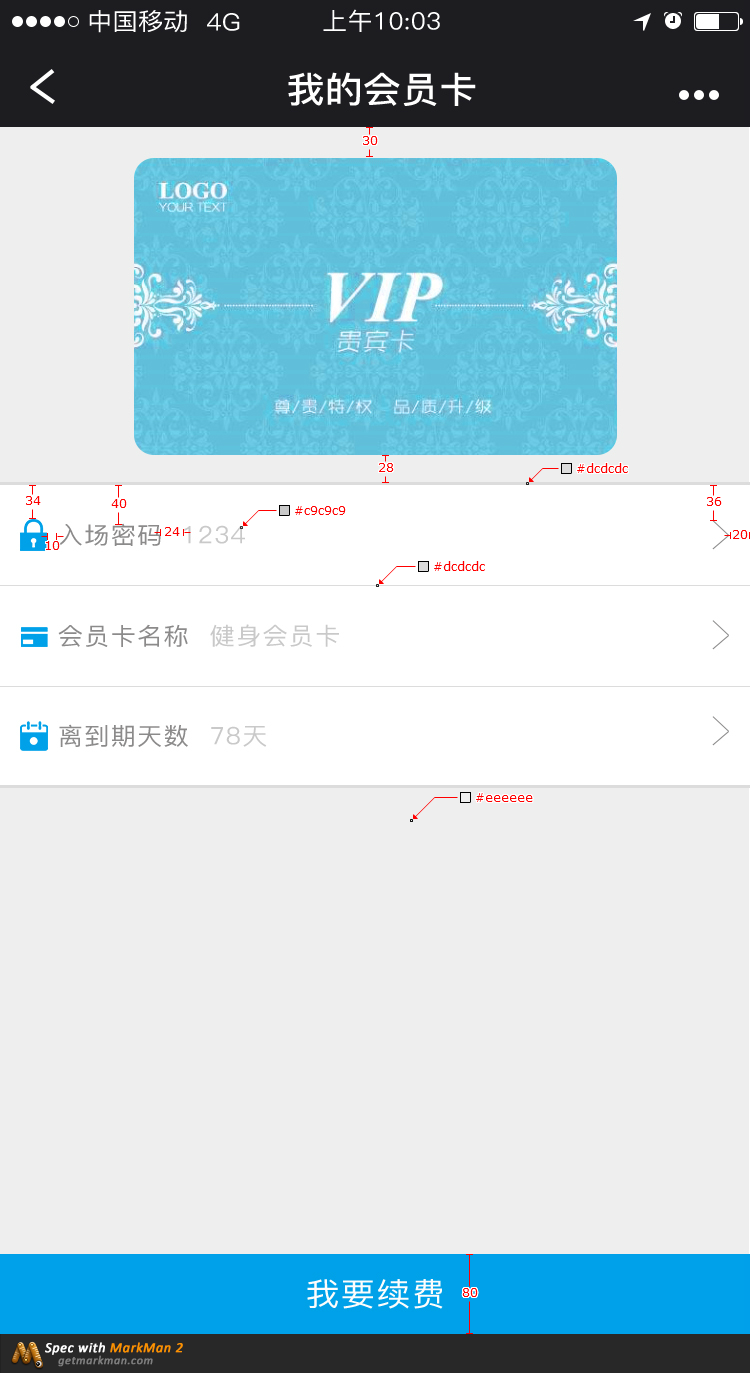 中国移动 4G 上午10:03
我的会员卡
30
LOGO
YOUR TEXT
VIP
贵宾卡
尊/贵/特/权 品/质/升/级
28
#dcdcdc
34
40
#c9c9c9
36
10
入场密码
24
1234
20
#dcdcdc
会员卡名称 健身会员卡
离到期天数 78天
#eeeeee
我要续费
80
Spec with MarkMan 2
getmarkman.com